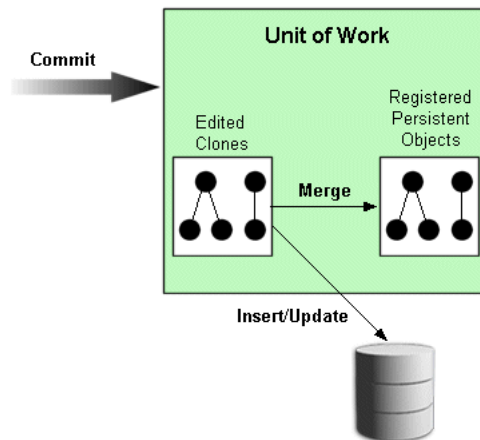 Unit of Work
Commit
Edited
Clones
Registered
Persistent
Objects
Merge
Insert/Update